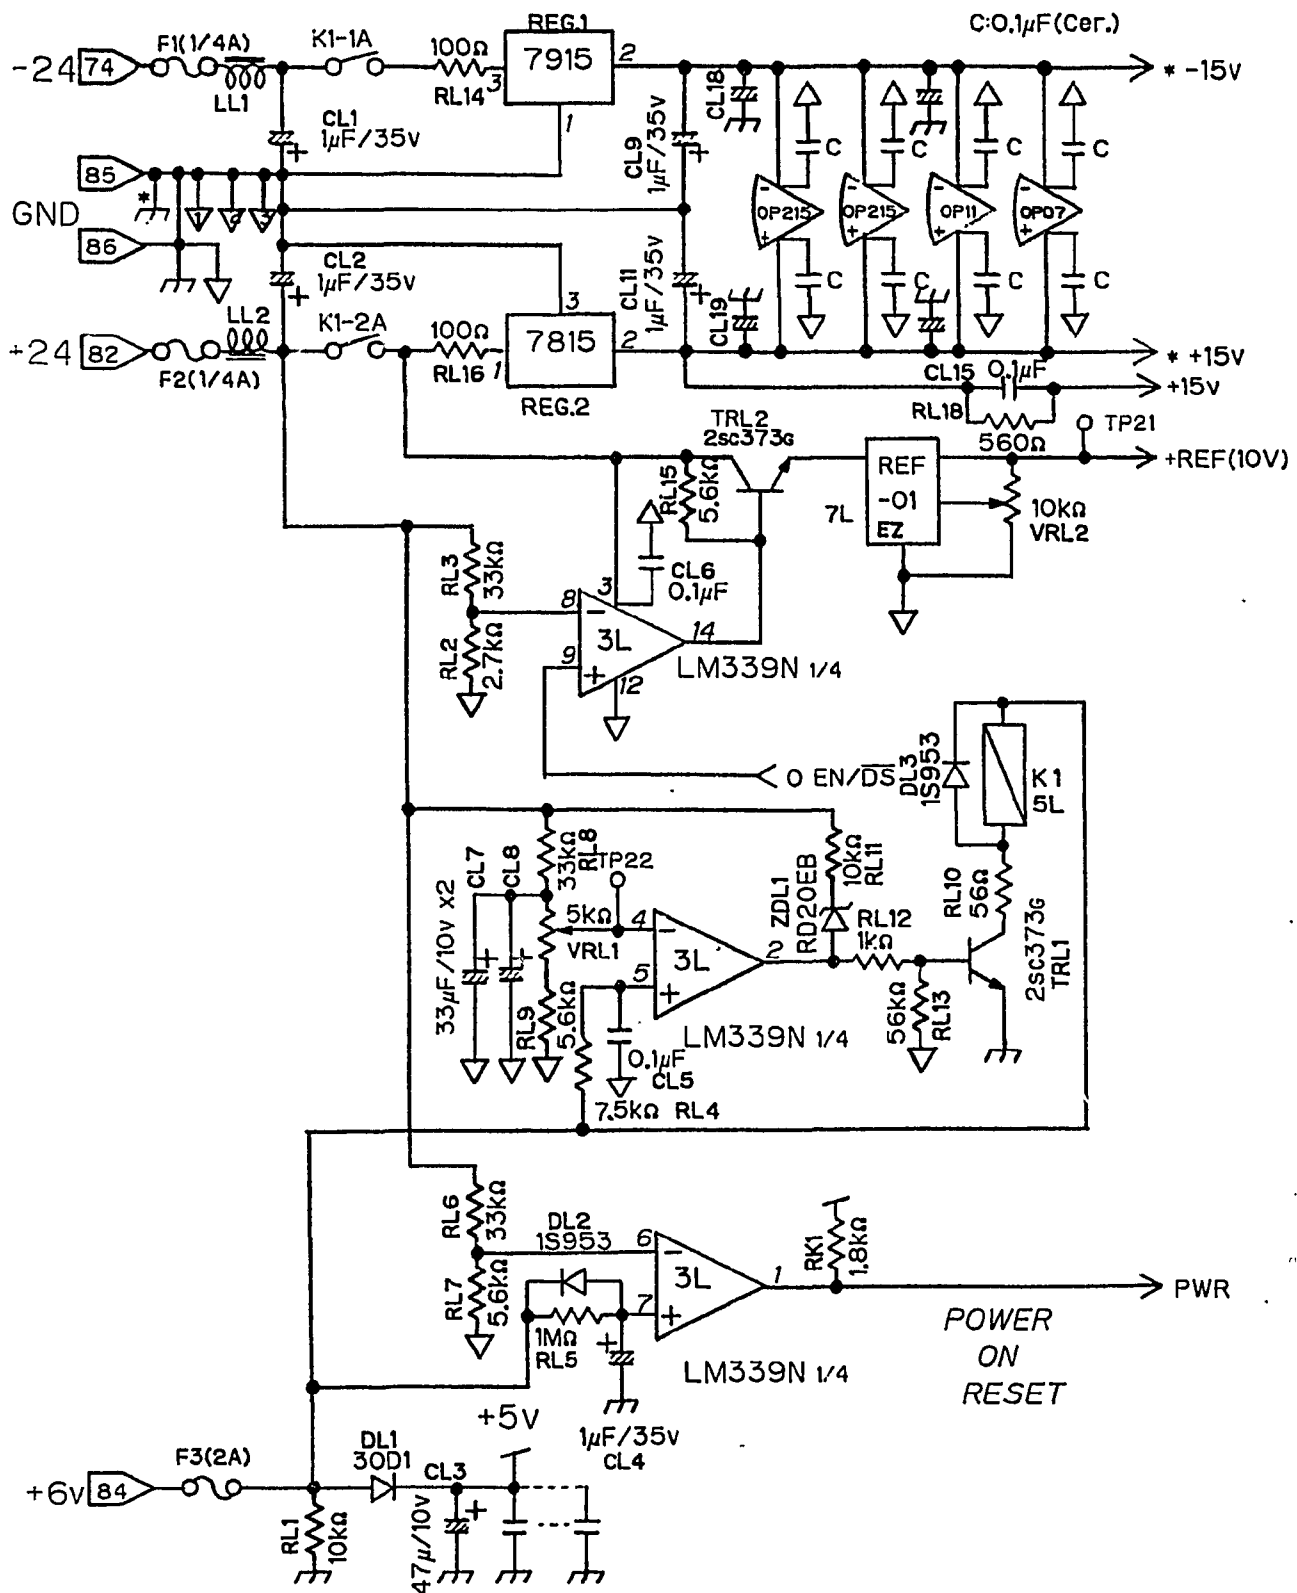 REG.1
C:0.1µF(Cer.)
F1(1/4A)
K1-1A
100Ω
7915
2
-24
74
3
* -15v
LL1
RL14
CL18
1
CL1
1µF/35v
CL9
1µF/35v
C
C
C
C
85
*
1
2
3
GND
OP215
OP215
OP11
OP07
86
CL2
1µF/35v
CL11
1µF/35v
C
C
C
C
3
LL2
K1-2A
100Ω
7815
2
CL19
+24
82
1
* +15v
F2(1/4A)
RL16
REG.2
CL15
0.1µF
+15v
RL18
560Ω
TP21
TRL2
2sc373G
RL15
5.6kΩ
REF
-01
EZ
7L
+REF(10V)
10kΩ
VRL2
RL3
33kΩ
CL6
0.1µF
3
8
3L
14
RL2
2.7kΩ
9
12
LM339N 1/4
O EN/D̅S̅
DL3
1S953
K1
5L
CL7
CL8
33kΩ
RL8
TP22
10kΩ
RL11
ZDL1
RD20EB
RL10
56Ω
33µF/10v x2
5kΩ
VRL1
4
3L
2
RL12
1kΩ
2sc373G
TRL1
5
RL9
5.6kΩ
56kΩ
RL13
LM339N 1/4
0.1µF
CL5
7.5kΩ RL4
RL6
33kΩ
DL2
1S953
6
3L
1
RK1
1.8kΩ
PWR
RL7
5.6kΩ
7
1MΩ
RL5
POWER
ON
RESET
LM339N 1/4
+5v
1µF/35v
CL4
F3(2A)
DL1
30D1
CL3
+6v
84
RL1
10kΩ
47µ/10v